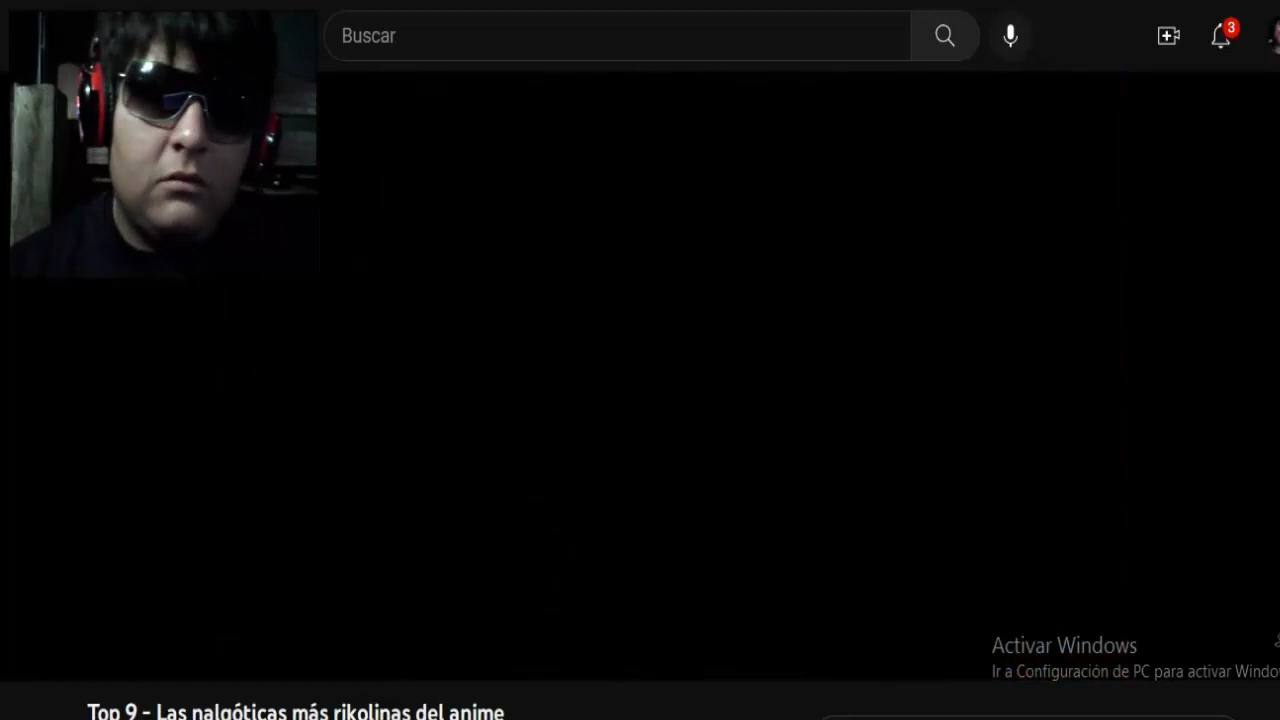 Buscar
3
Activar Windows
Ir a Configuración de PC para activar Windo
Top 9 - Las nalgóticas más rikolinas del anime